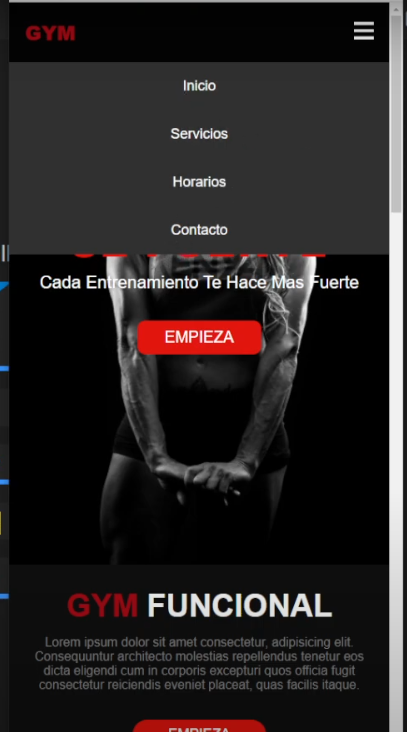 GYM
Inicio
Servicios
Horarios
Contacto
Cada Entrenamiento Te Hace Mas Fuerte
EMPIEZA
GYM FUNCIONAL
Lorem ipsum dolor sit amet consectetur, adipisicing elit.
Consequuntur architecto molestias repellendus tenetur eos
dicta eligendi cum in corporis excepturi quos officia fugit
consectetur reiciendis eveniet placeat, quas facilis itaque.
EMPIEZA